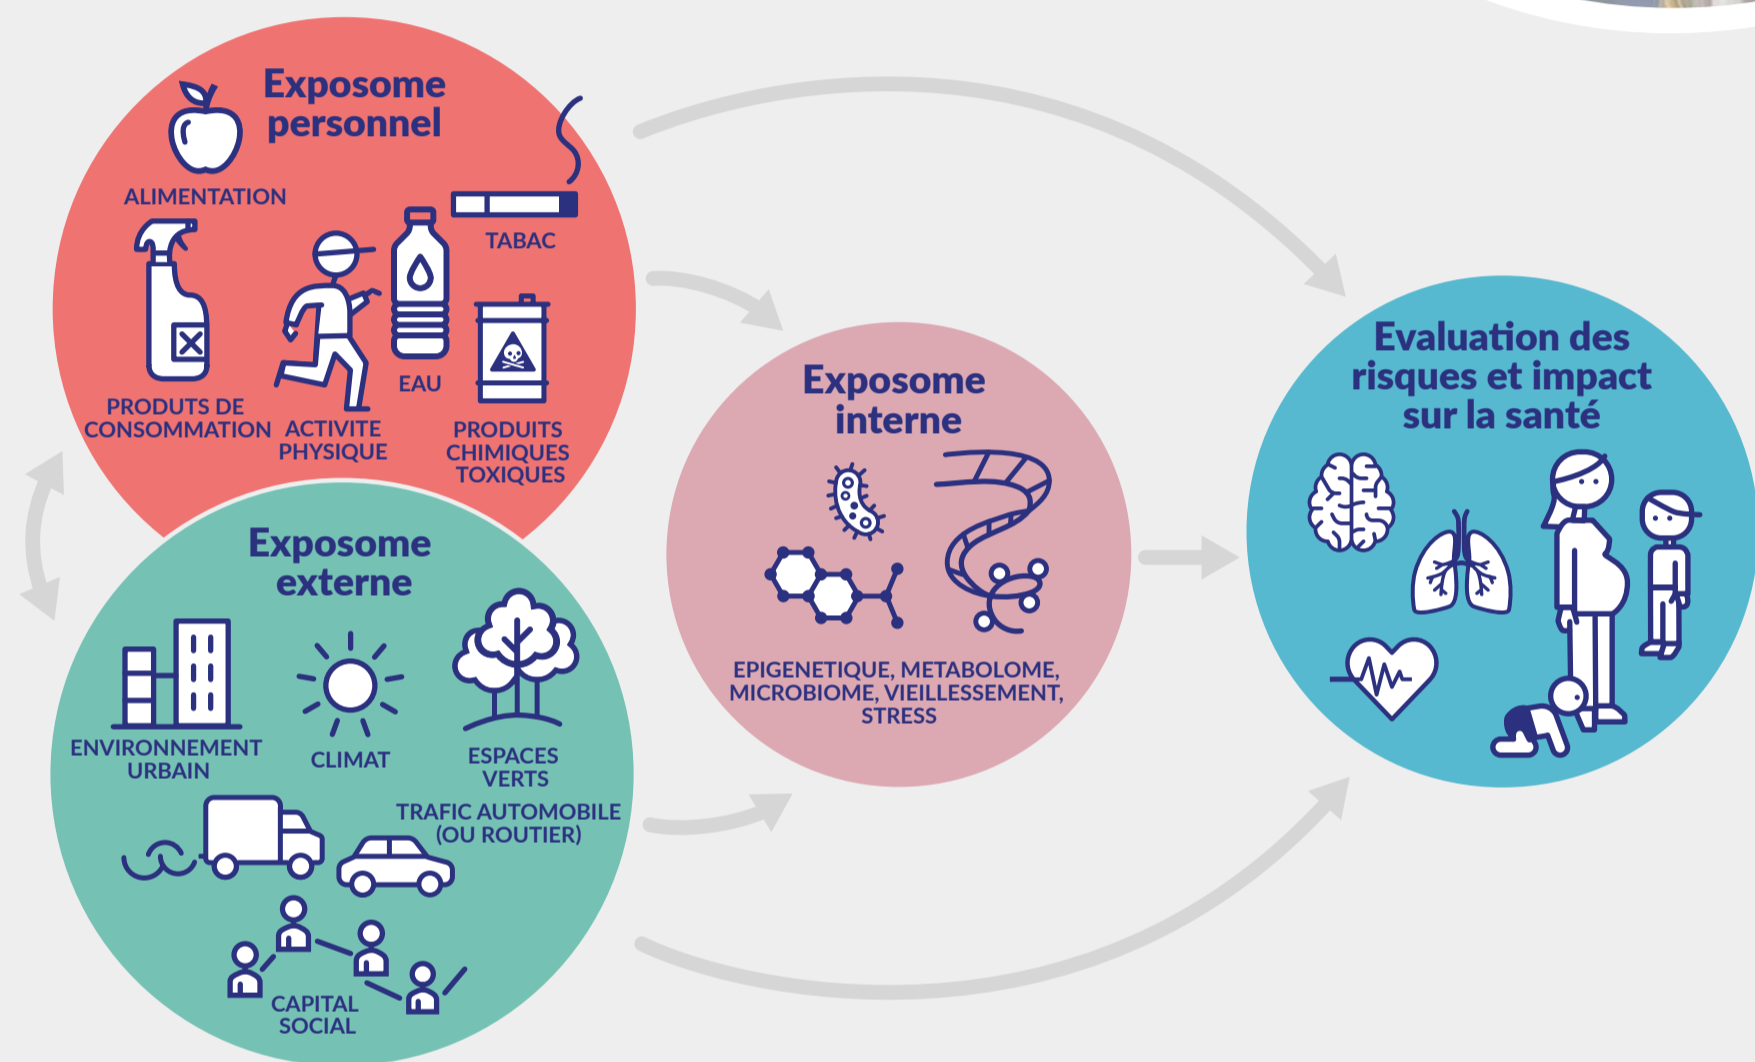 Exposome
personnel
ALIMENTATION
TABAC
PRODUTS DE
CONSOMMATION
ACTIVITE
PHYSIQUE
EAU
PRODUITS
CHIMIQUES
TOXIQUES
Exposome
externe
ENVIRONNEMENT
URBAIN
CLIMAT
ESPACES
VERTS
TRAFIC AUTOMOBILE
(OU ROUTIER)
CAPITAL
SOCIAL
Exposome
interne
EPIGENETIQUE, METABOLOME,
MICROBIOME, VIEILLESSEMENT,
STRESS
Evaluation des
risques et impact
sur la santé